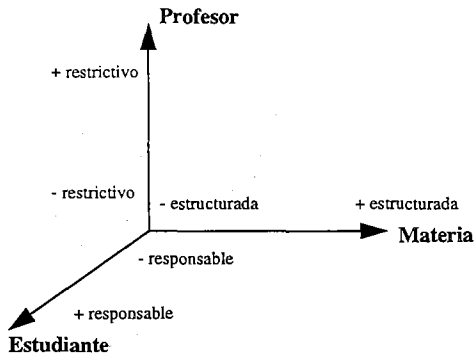 Profesor
+ restrictivo
- restrictivo
- estructurada
+ estructurada
Materia
- responsable
+ responsable
Estudiante